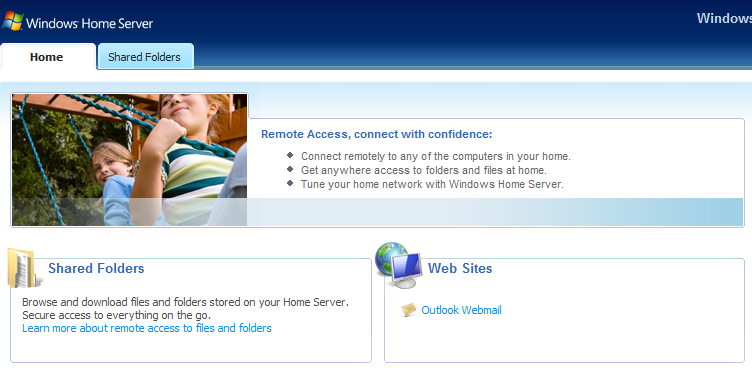 Windows Home Server
Windows
Home
Shared Folders
Remote Access, connect with confidence:
Connect remotely to any of the computers in your home.
Get anywhere access to folders and files at home.
Tune your home network with Windows Home Server.
Shared Folders
Browse and download files and folders stored on your Home Server.
Secure access to everything on the go.
Learn more about remote access to files and folders
Web Sites
Outlook Webmail